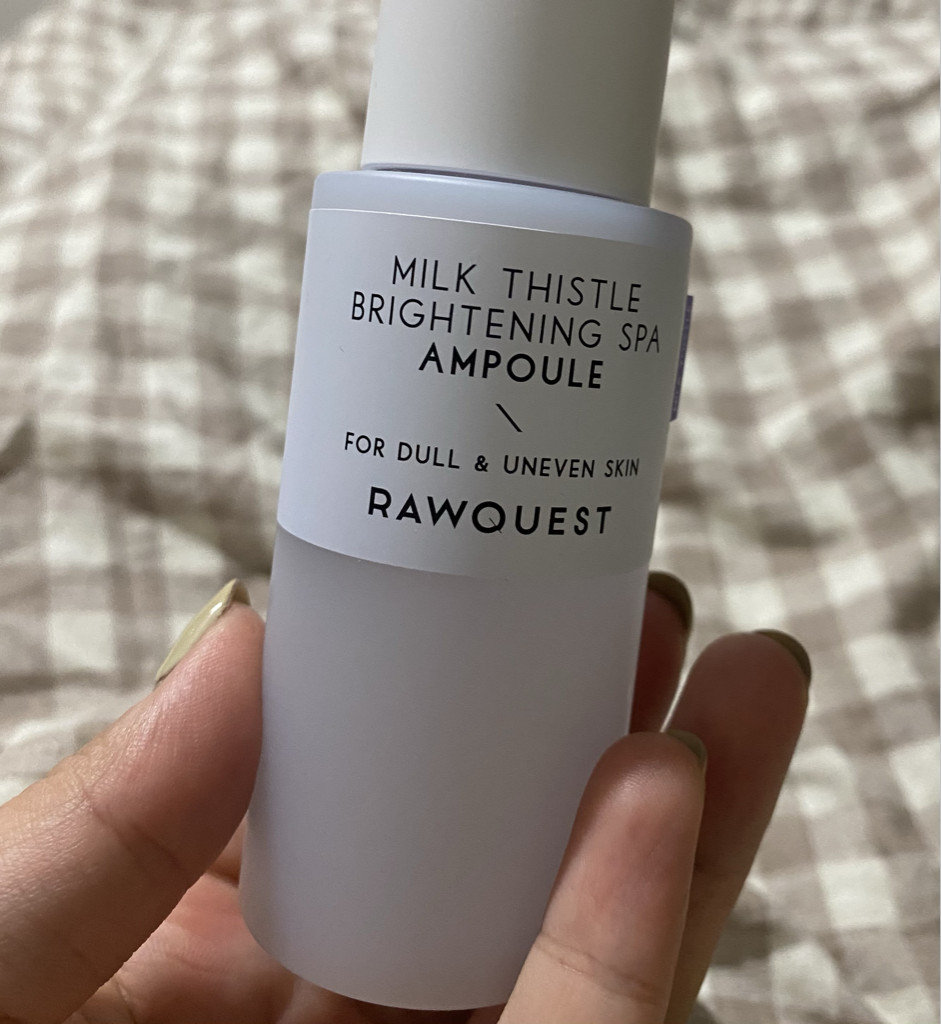 MILK THISTLE
BRIGHTENING SPA
AMPOULE
\
FOR DULL & UNEVEN SKIN
RAWQUEST